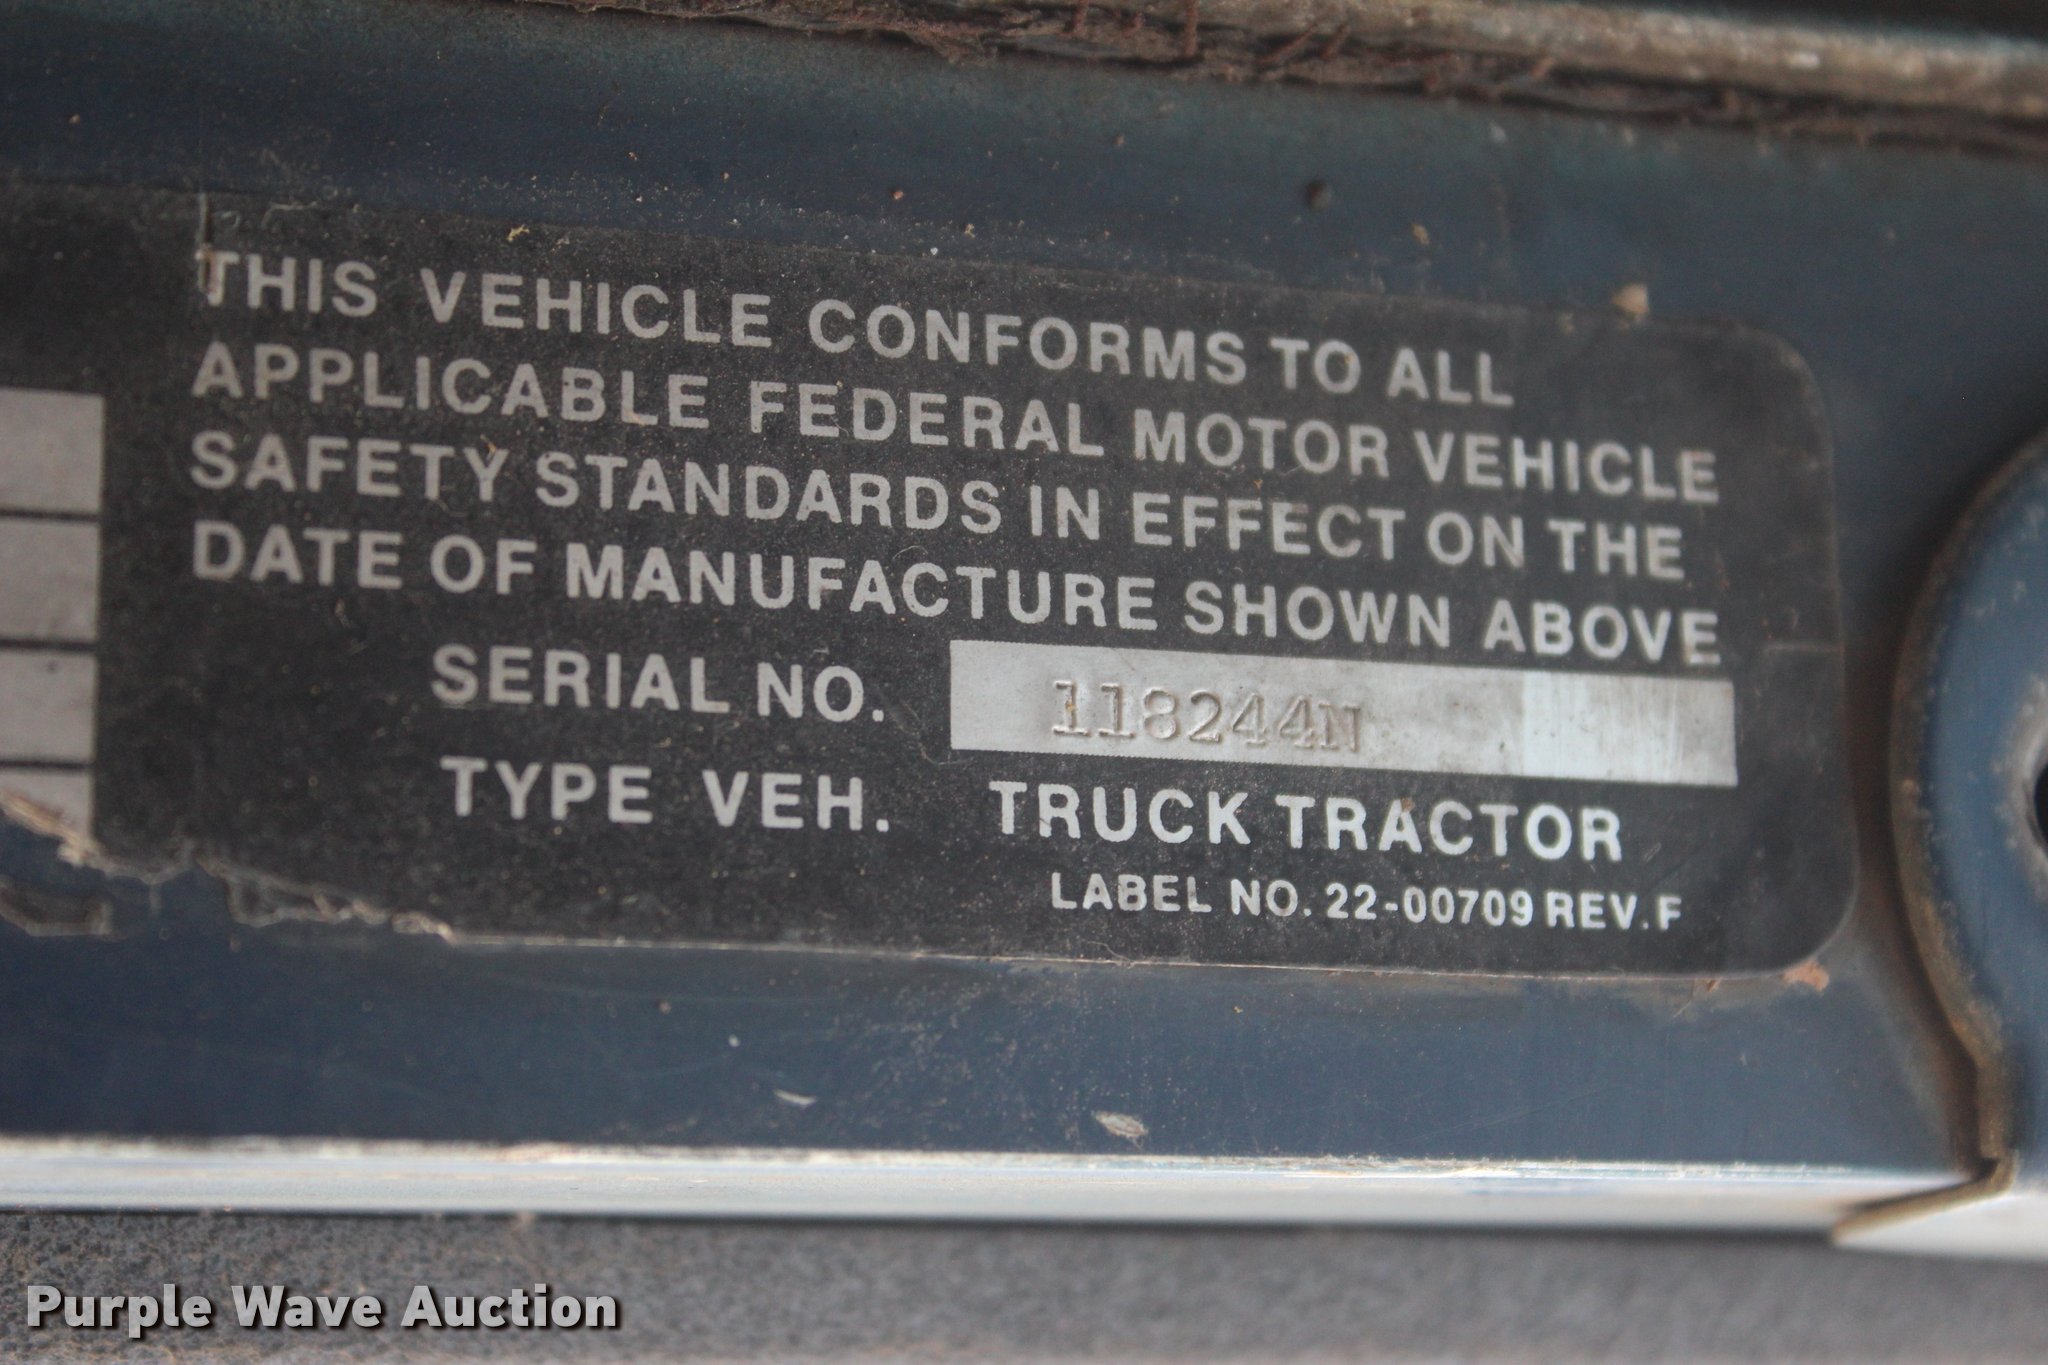 THIS VEHICLE CONFORMS TO ALL
APPLICABLE FEDERAL MOTOR VEHICLE
SAFETY STANDARDS IN EFFECT ON THE
DATE OF MANUFACTURE SHOWN ABOVE
SERIAL NO. 118244N
TYPE VEH. TRUCK TRACTOR
LABEL NO. 22-00709 REV. F
Purple Wave Auction